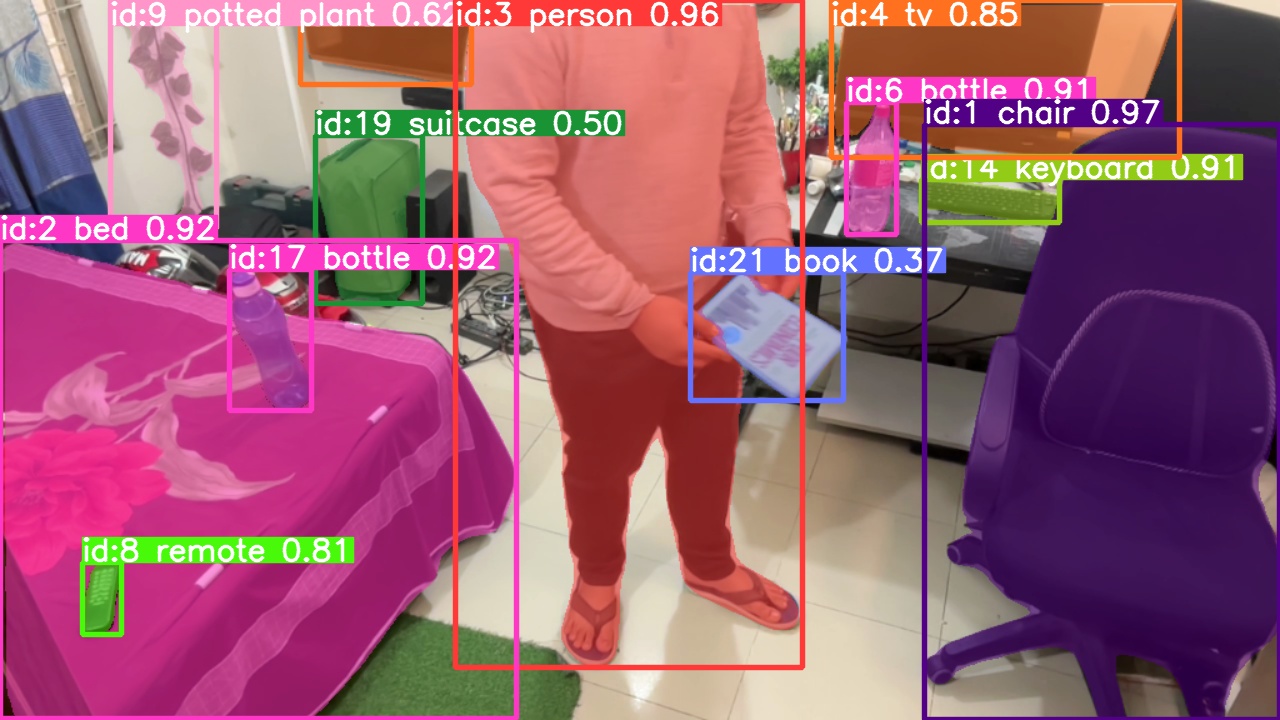 id:9 potted plant 0.62
id:3 person 0.96
id:4 tv 0.85
id:6 bottle 0.91
id:1 chair 0.97
id:19 suitcase 0.50
d:14 keyboard 0.91
id:2 bed 0.92
id:17 bottle 0.92
id:21 book 0.37
id:8 remote 0.81